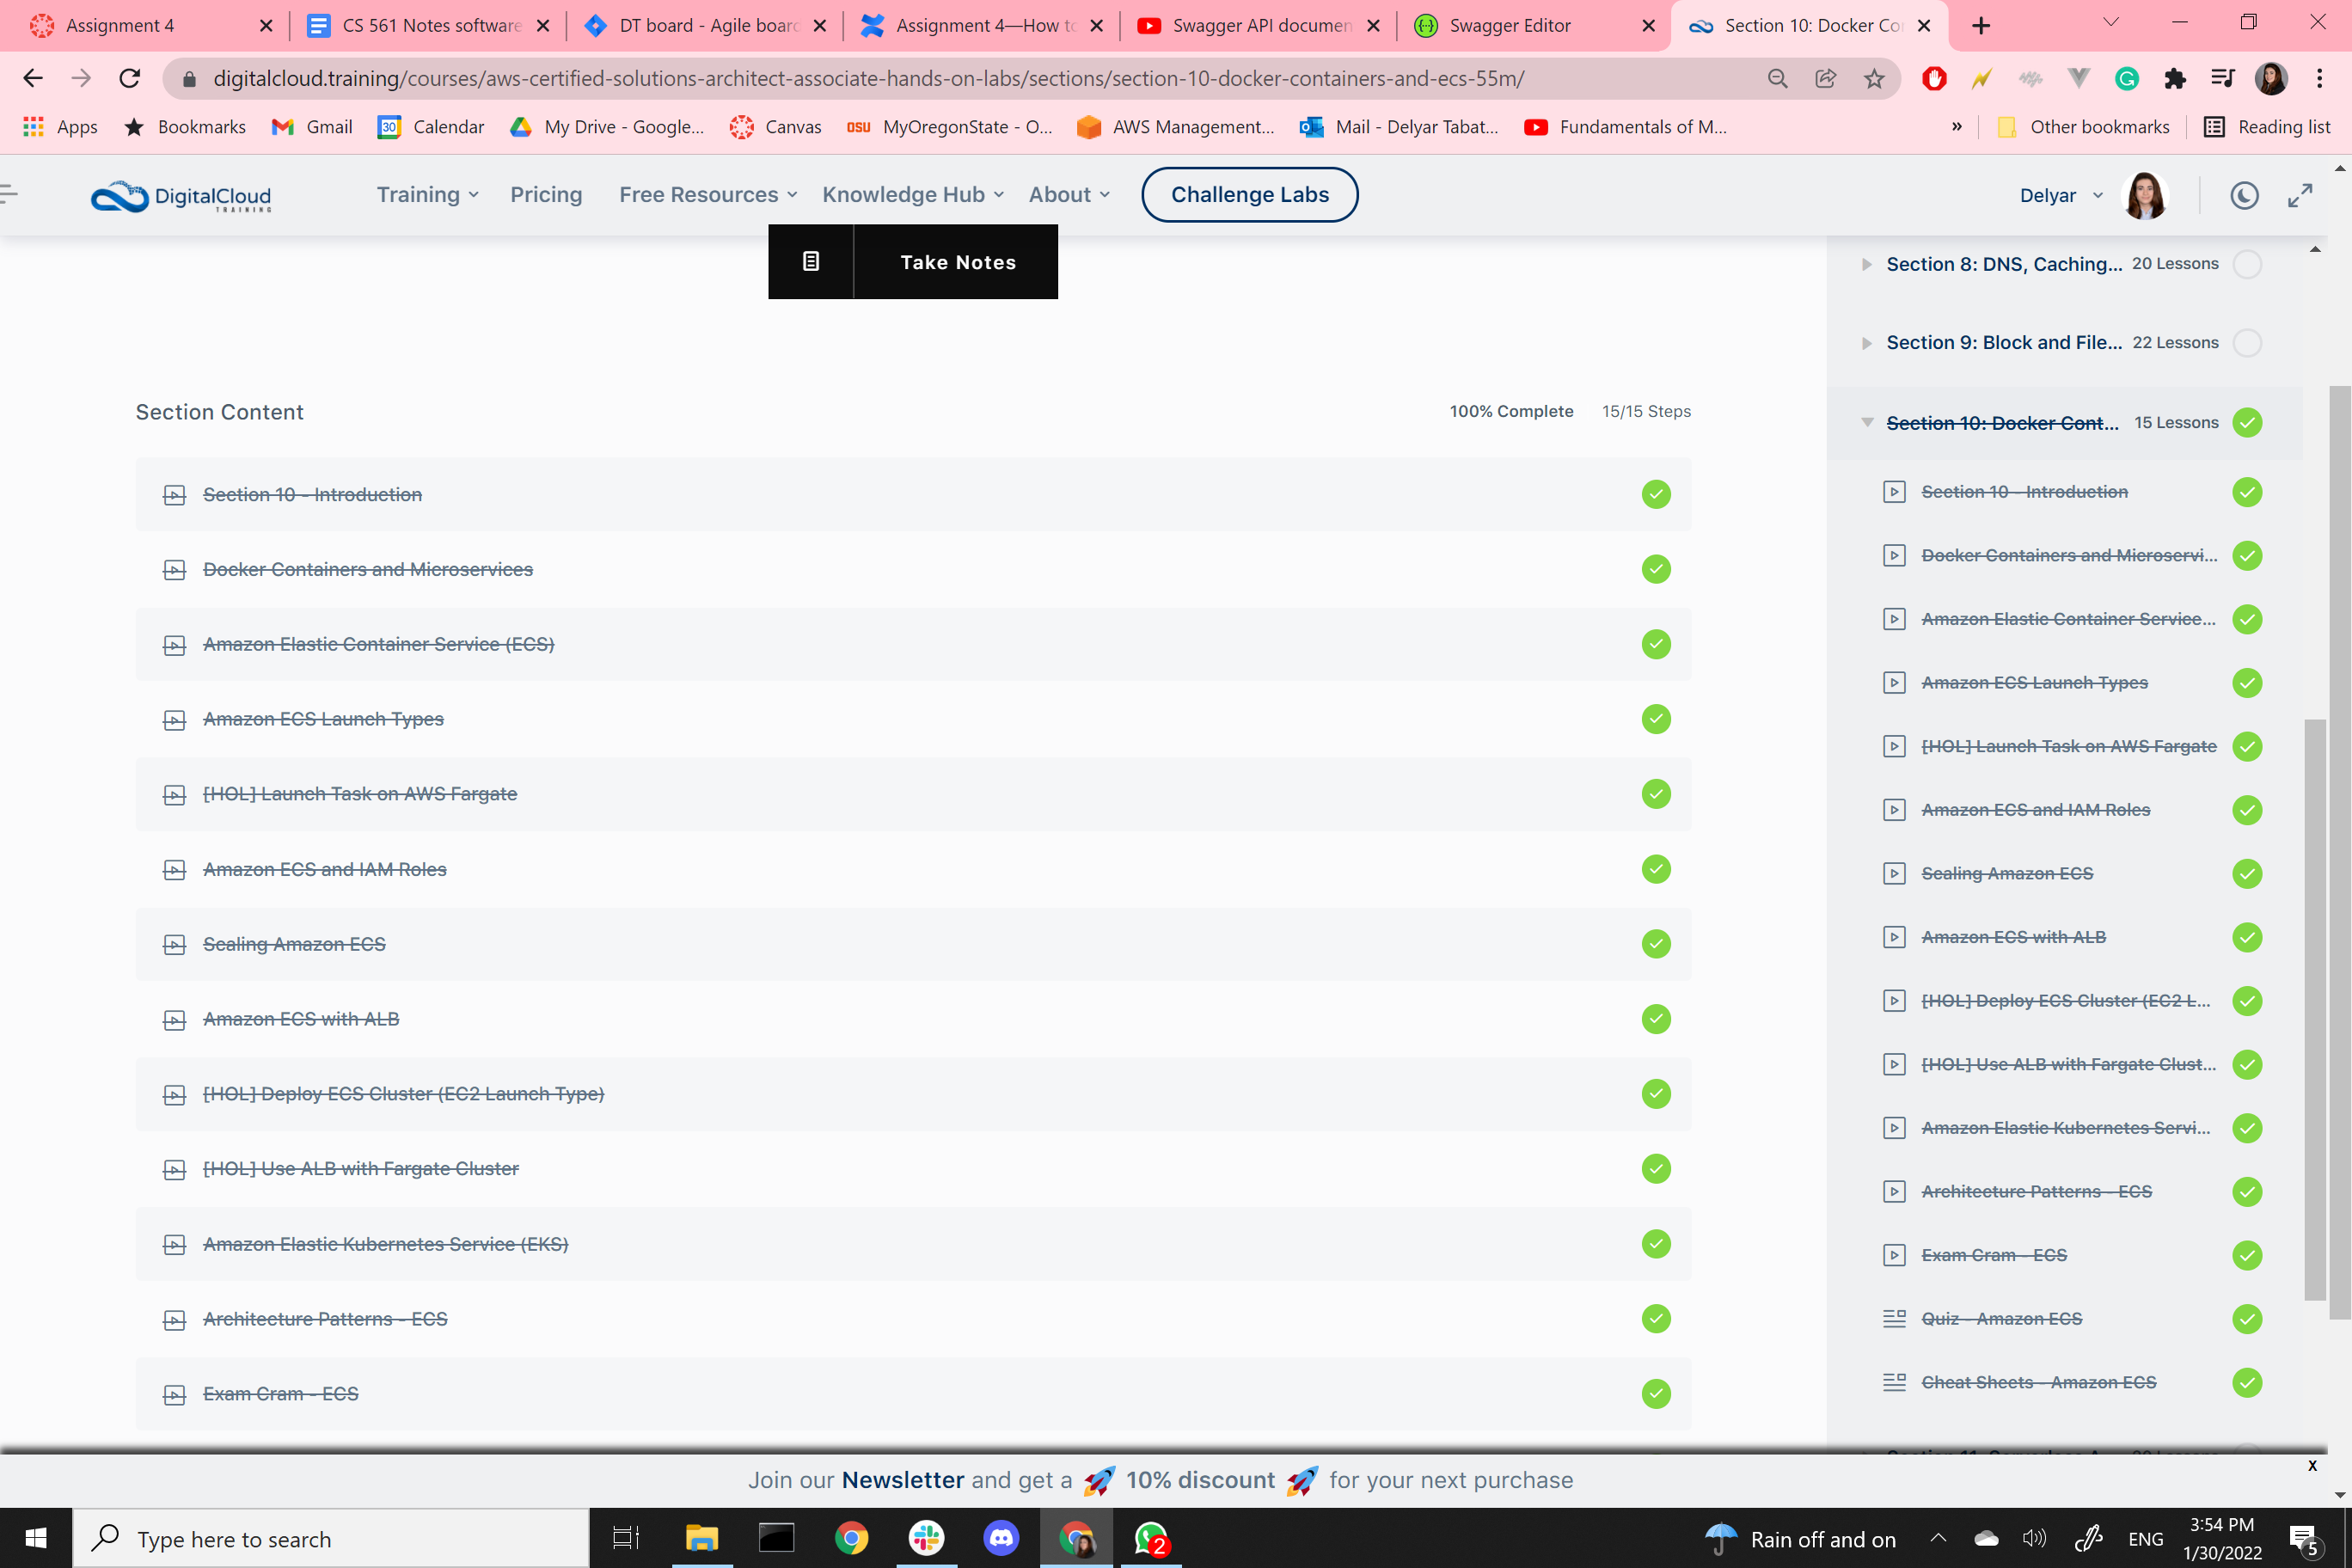 Assignment 4
CS 561 Notes software
DT board - Agile board
Assignment 4—How to
Swagger API documen
Swagger Editor
Section 10: Docker Co
digitalcloud.training/courses/aws-certified-solutions-architect-associate-hands-on-labs/sections/section-10-docker-containers-and-ecs-55m/
Apps
Bookmarks
Gmail
30
Calendar
My Drive - Google...
Canvas
OSU
MyOregonState - O...
AWS Management...
Mail - Delyar Tabat...
Fundamentals of M...
»
Other bookmarks
Reading list
DigitalCloud
TRAINING
Training
Pricing
Free Resources
Knowledge Hub
About
Challenge Labs
Delyar
Take Notes
Section Content
100% Complete
15/15 Steps
Section 10 - Introduction
Docker Containers and Microservices
Amazon Elastic Container Service (ECS)
Amazon ECS Launch Types
[HOL] Launch Task on AWS Fargate
Amazon ECS and IAM Roles
Scaling Amazon ECS
Amazon ECS with ALB
[HOL] Deploy ECS Cluster (EC2 Launch Type)
[HOL] Use ALB with Fargate Cluster
Amazon Elastic Kubernetes Service (EKS)
Architecture Patterns - ECS
Exam Cram - ECS
Section 8: DNS, Caching... 20 Lessons
Section 9: Block and File... 22 Lessons
Section 10: Docker Cont... 15 Lessons
Section 10 - Introduction
Docker Containers and Microservi...
Amazon Elastic Container Service...
Amazon ECS Launch Types
[HOL] Launch Task on AWS Fargate
Amazon ECS and IAM Roles
Scaling Amazon ECS
Amazon ECS with ALB
[HOL] Deploy ECS Cluster (EC2 L...
[HOL] Use ALB with Fargate Clust...
Amazon Elastic Kubernetes Servi...
Architecture Patterns - ECS
Exam Cram - ECS
Quiz - Amazon ECS
Cheat Sheets - Amazon ECS
Join our Newsletter and get a 🚀 10% discount 🚀 for your next purchase
X
Type here to search
2
Rain off and on
ENG
3:54 PM
1/30/2022
5